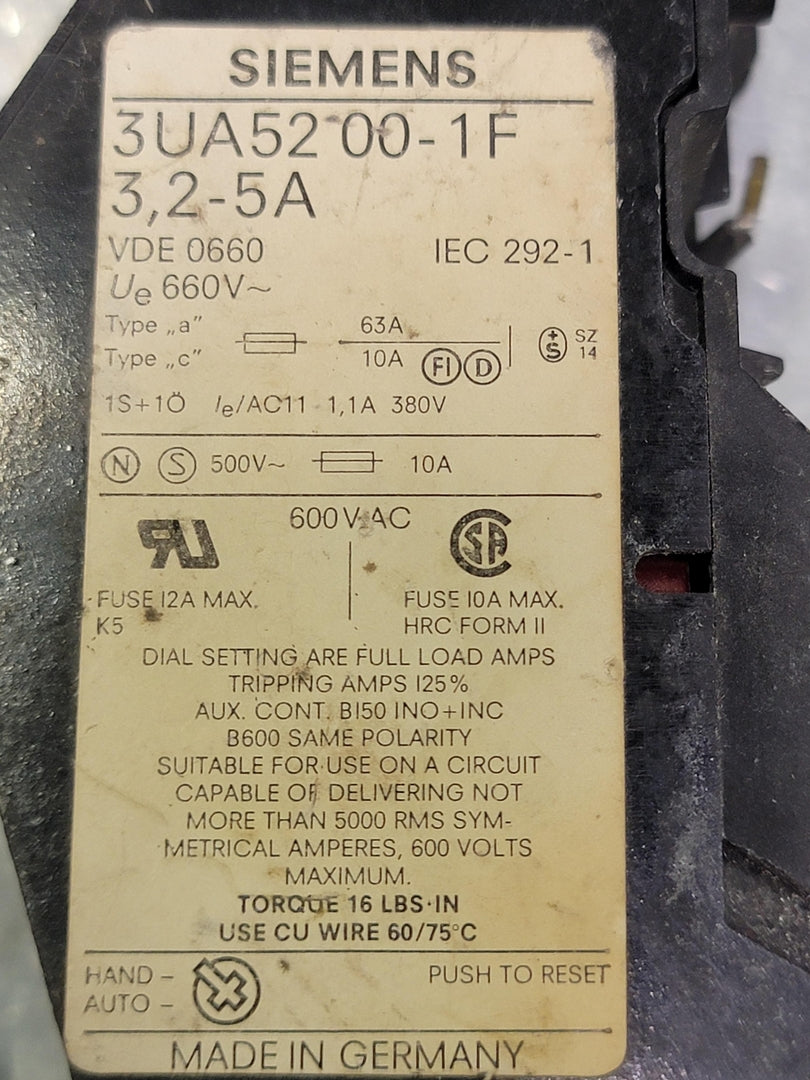 SIEMENS
3UA52 00-1F
3,2-5A
VDE 0660 IEC 292-1
Ue 660V~
Type „a" 63A
Type „c" 10A FI D
+S SZ 14
1S+1Ö Ie/AC11 1,1A 380V
N S 500V~ 10A
600V AC
RU SA
FUSE 12A MAX. FUSE 10A MAX.
K5 HRC FORM II
DIAL SETTING ARE FULL LOAD AMPS
TRIPPING AMPS 125%
AUX. CONT. B150 INO+INC
B600 SAME POLARITY
SUITABLE FOR USE ON A CIRCUIT
CAPABLE OF DELIVERING NOT
MORE THAN 5000 RMS SYM-
METRICAL AMPERES, 600 VOLTS
MAXIMUM.
TORQUE 16 LBS·IN
USE CU WIRE 60/75°C
HAND - PUSH TO RESET
AUTO -
MADE IN GERMANY